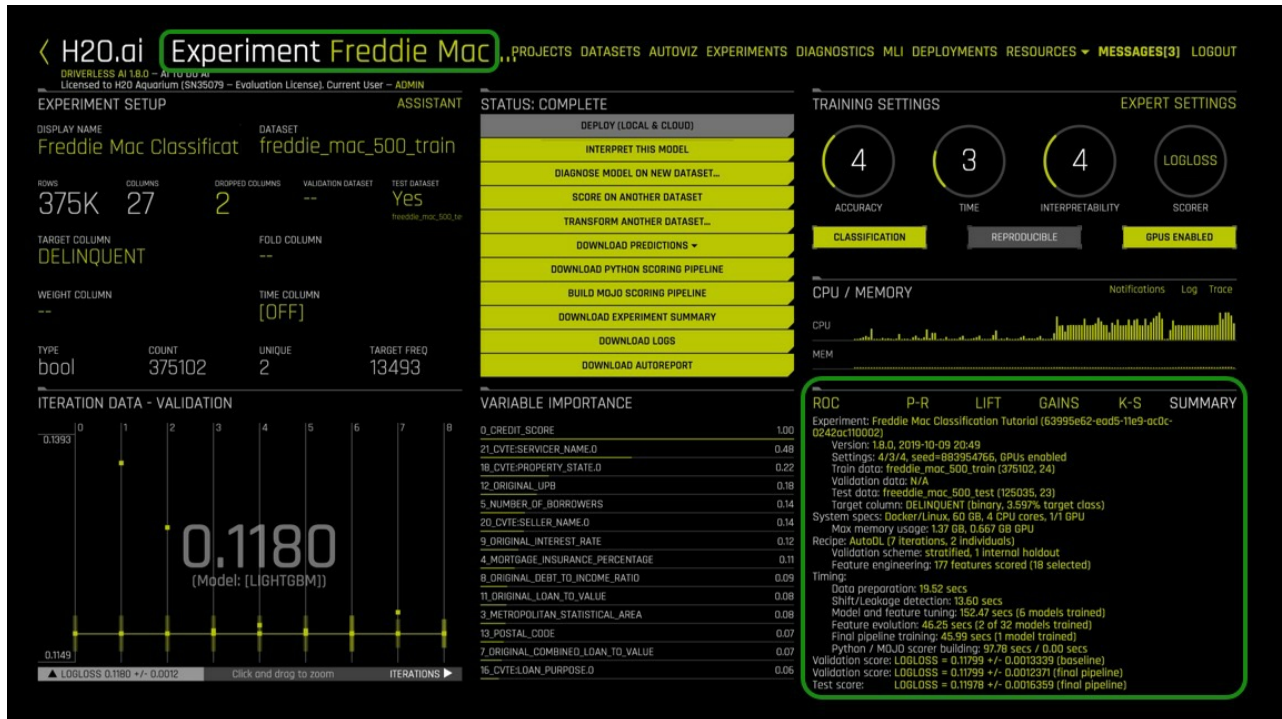 H2O.ai Experiment Freddie Mac ... PROJECTS DATASETS AUTOVIZ EXPERIMENTS DIAGNOSTICS MLI DEPLOYMENTS RESOURCES MESSAGES[3] LOGOUT
DRIVERLESS AI 1.8.0 – AI TO DO AI
Licensed to H2O Aquarium (SN35079 – Evaluation License). Current User – ADMIN
EXPERIMENT SETUP ASSISTANT
DISPLAY NAME DATASET
Freddie Mac Classificat freddie_mac_500_train
ROWS COLUMNS DROPPED COLUMNS VALIDATION DATASET TEST DATASET
375K 27 2 -- Yes
freeddie_mac_500_te
TARGET COLUMN FOLD COLUMN
DELINQUENT --
WEIGHT COLUMN TIME COLUMN
-- [OFF]
TYPE COUNT UNIQUE TARGET FREQ
bool 375102 2 13493
STATUS: COMPLETE
DEPLOY (LOCAL & CLOUD)
INTERPRET THIS MODEL
DIAGNOSE MODEL ON NEW DATASET...
SCORE ON ANOTHER DATASET
TRANSFORM ANOTHER DATASET...
DOWNLOAD PREDICTIONS
DOWNLOAD PYTHON SCORING PIPELINE
BUILD MOJO SCORING PIPELINE
DOWNLOAD EXPERIMENT SUMMARY
DOWNLOAD LOGS
DOWNLOAD AUTOREPORT
TRAINING SETTINGS EXPERT SETTINGS
4 3 4 LOGLOSS
ACCURACY TIME INTERPRETABILITY SCORER
CLASSIFICATION REPRODUCIBLE GPUS ENABLED
CPU / MEMORY Notifications Log Trace
CPU
MEM
ITERATION DATA - VALIDATION
0 1 2 3 4 5 6 7 8
0.1393
0.1180
(Model: [LIGHTGBM])
0.1149
LOGLOSS 0.1180 +/- 0.0012 Click and drag to zoom ITERATIONS
VARIABLE IMPORTANCE
0_CREDIT_SCORE 1.00
21_CVTE:SERVICER_NAME.0 0.48
18_CVTE:PROPERTY_STATE.0 0.22
12_ORIGINAL_UPB 0.18
5_NUMBER_OF_BORROWERS 0.14
20_CVTE:SELLER_NAME.0 0.14
9_ORIGINAL_INTEREST_RATE 0.12
4_MORTGAGE_INSURANCE_PERCENTAGE 0.11
8_ORIGINAL_DEBT_TO_INCOME_RATIO 0.09
11_ORIGINAL_LOAN_TO_VALUE 0.08
3_METROPOLITAN_STATISTICAL_AREA 0.08
13_POSTAL_CODE 0.07
7_ORIGINAL_COMBINED_LOAN_TO_VALUE 0.07
16_CVTE:LOAN_PURPOSE.0 0.06
ROC P-R LIFT GAINS K-S SUMMARY
Experiment: Freddie Mac Classification Tutorial (63995e62-ead5-11e9-ac0c-
0242ac110002)
Version: 1.8.0, 2019-10-09 20:49
Settings: 4/3/4, seed=883954766, GPUs enabled
Train data: freddie_mac_500_train (375102, 24)
Validation data: N/A
Test data: freeddie_mac_500_test (125035, 23)
Target column: DELINQUENT (binary, 3.597% target class)
System specs: Docker/Linux, 60 GB, 4 CPU cores, 1/1 GPU
Max memory usage: 1.37 GB, 0.667 GB GPU
Recipe: AutoDL (7 iterations, 2 individuals)
Validation scheme: stratified, 1 internal holdout
Feature engineering: 177 features scored (18 selected)
Timing:
Data preparation: 19.52 secs
Shift/Leakage detection: 13.60 secs
Model and feature tuning: 152.47 secs (6 models trained)
Feature evolution: 46.25 secs (2 of 32 models trained)
Final pipeline training: 45.99 secs (1 model trained)
Python / MOJO scorer building: 97.78 secs / 0.00 secs
Validation score: LOGLOSS = 0.11799 +/- 0.0013339 (baseline)
Validation score: LOGLOSS = 0.11799 +/- 0.0012371 (final pipeline)
Test score: LOGLOSS = 0.11978 +/- 0.0016359 (final pipeline)